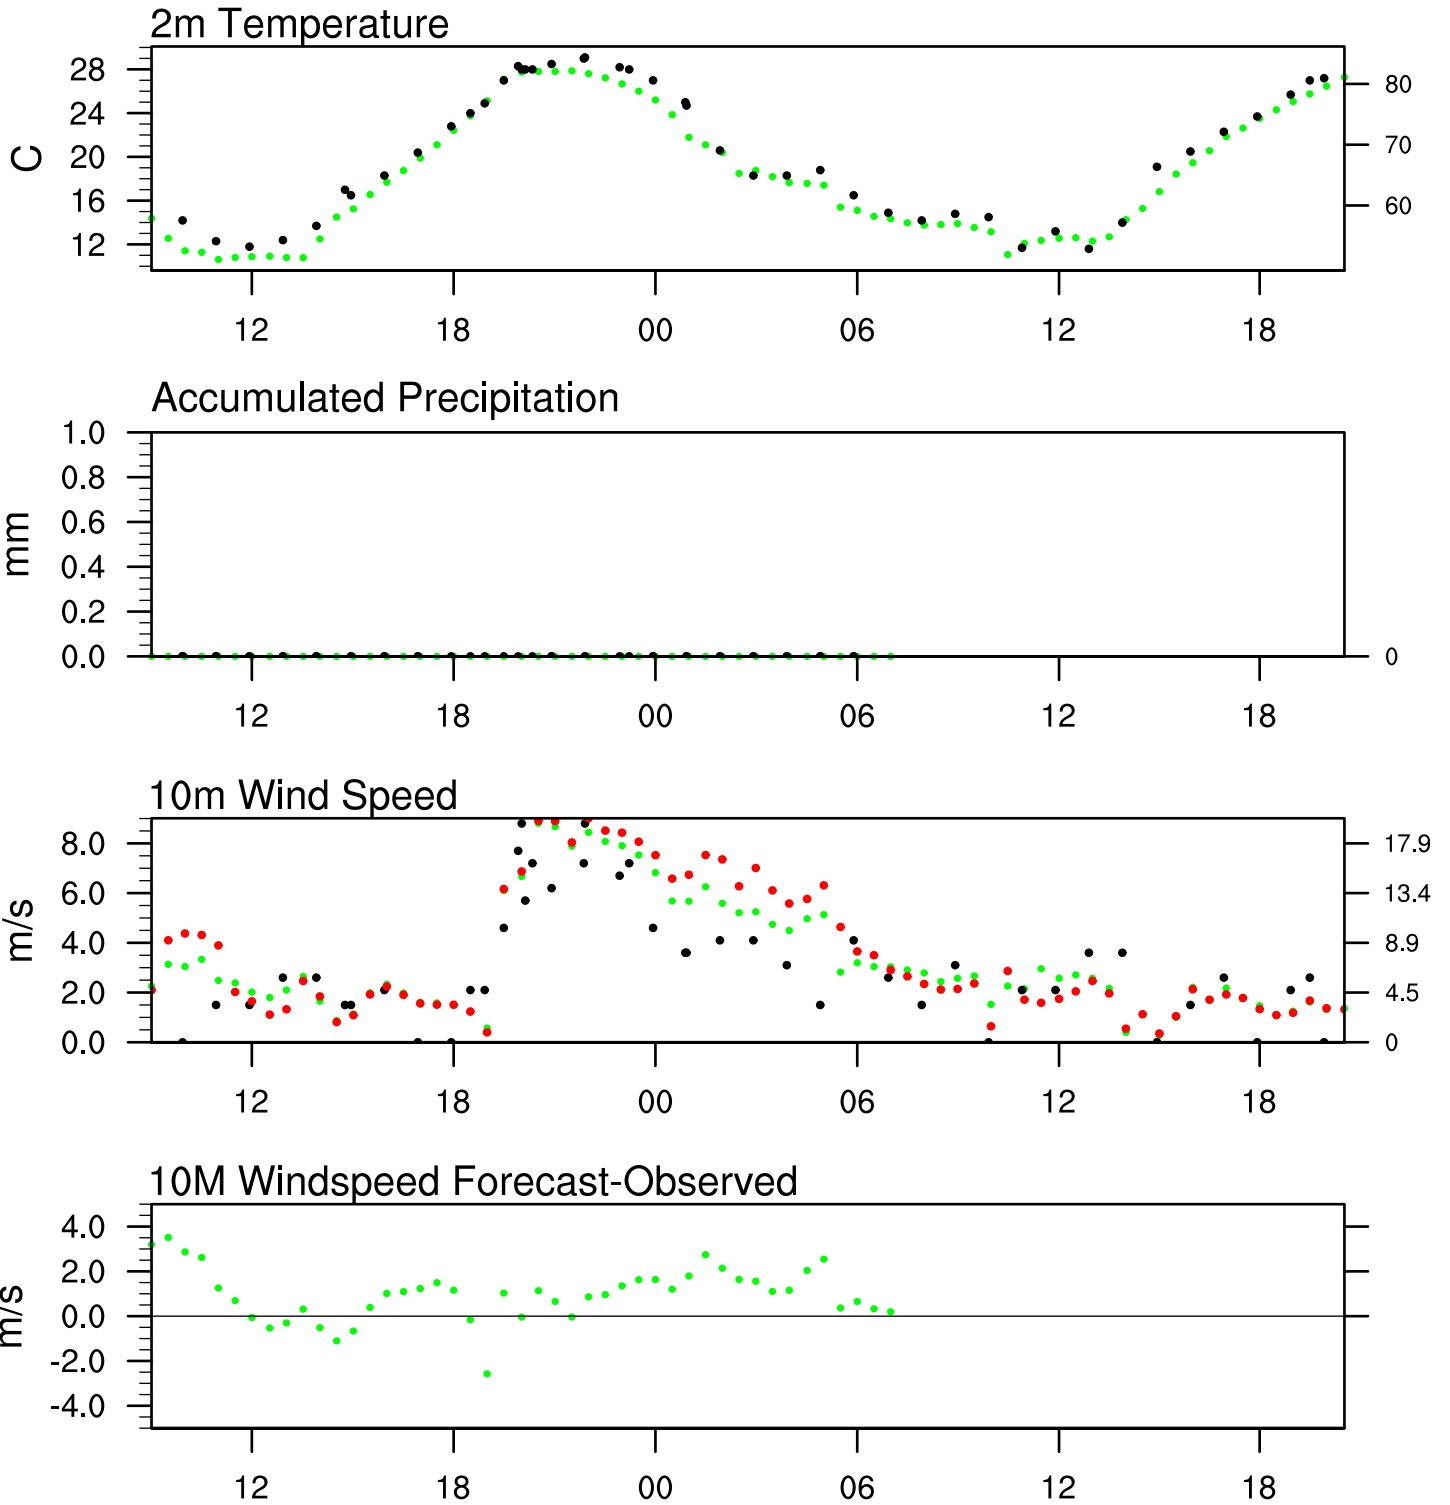 2m Temperature
28
24
20
16
12
C
80
70
60
12 18 00 06 12 18
Accumulated Precipitation
1.0
0.8
0.6
0.4
0.2
0.0
mm
0
12 18 00 06 12 18
10m Wind Speed
8.0
6.0
4.0
2.0
0.0
m/s
17.9
13.4
8.9
4.5
0
12 18 00 06 12 18
10M Windspeed Forecast-Observed
4.0
2.0
0.0
-2.0
-4.0
m/s
12 18 00 06 12 18